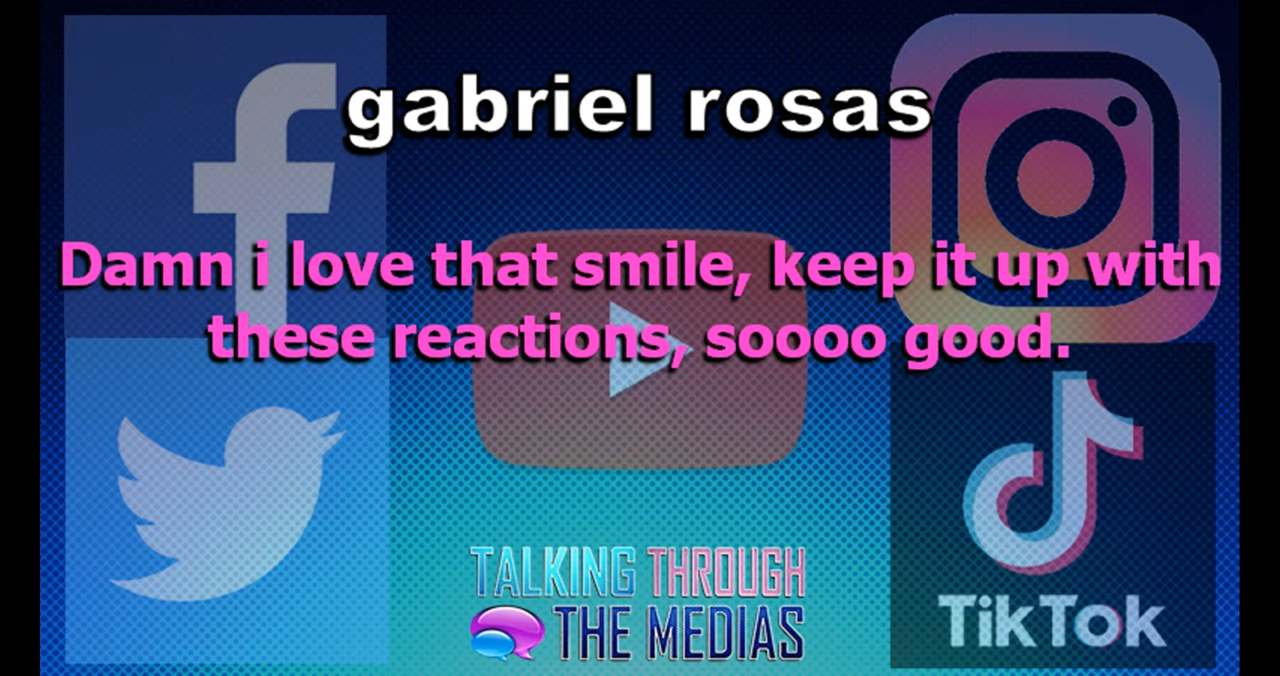 gabriel rosas
Damn i love that smile, keep it up with
these reactions, soooo good.
TALKING THROUGH
THE MEDIAS
TikTok